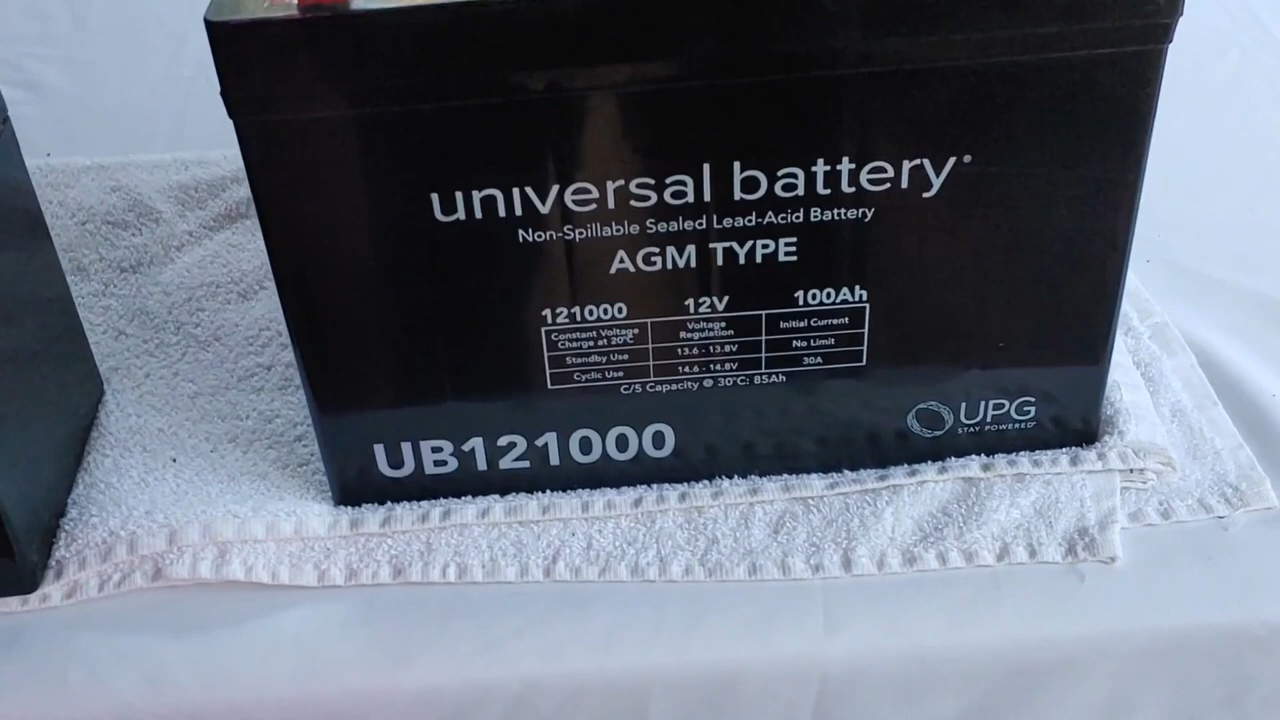 universal battery
Non-Spillable Sealed Lead-Acid Battery
AGM TYPE
121000 12V 100Ah
Constant Voltage Charge at 20°C Voltage Regulation Initial Current
Standby Use 13.6 - 13.8V No Limit
Cyclic Use 14.6 - 14.8V 30A
C/5 Capacity @ 30°C: 85Ah
UB121000
UPG
STAY POWERED